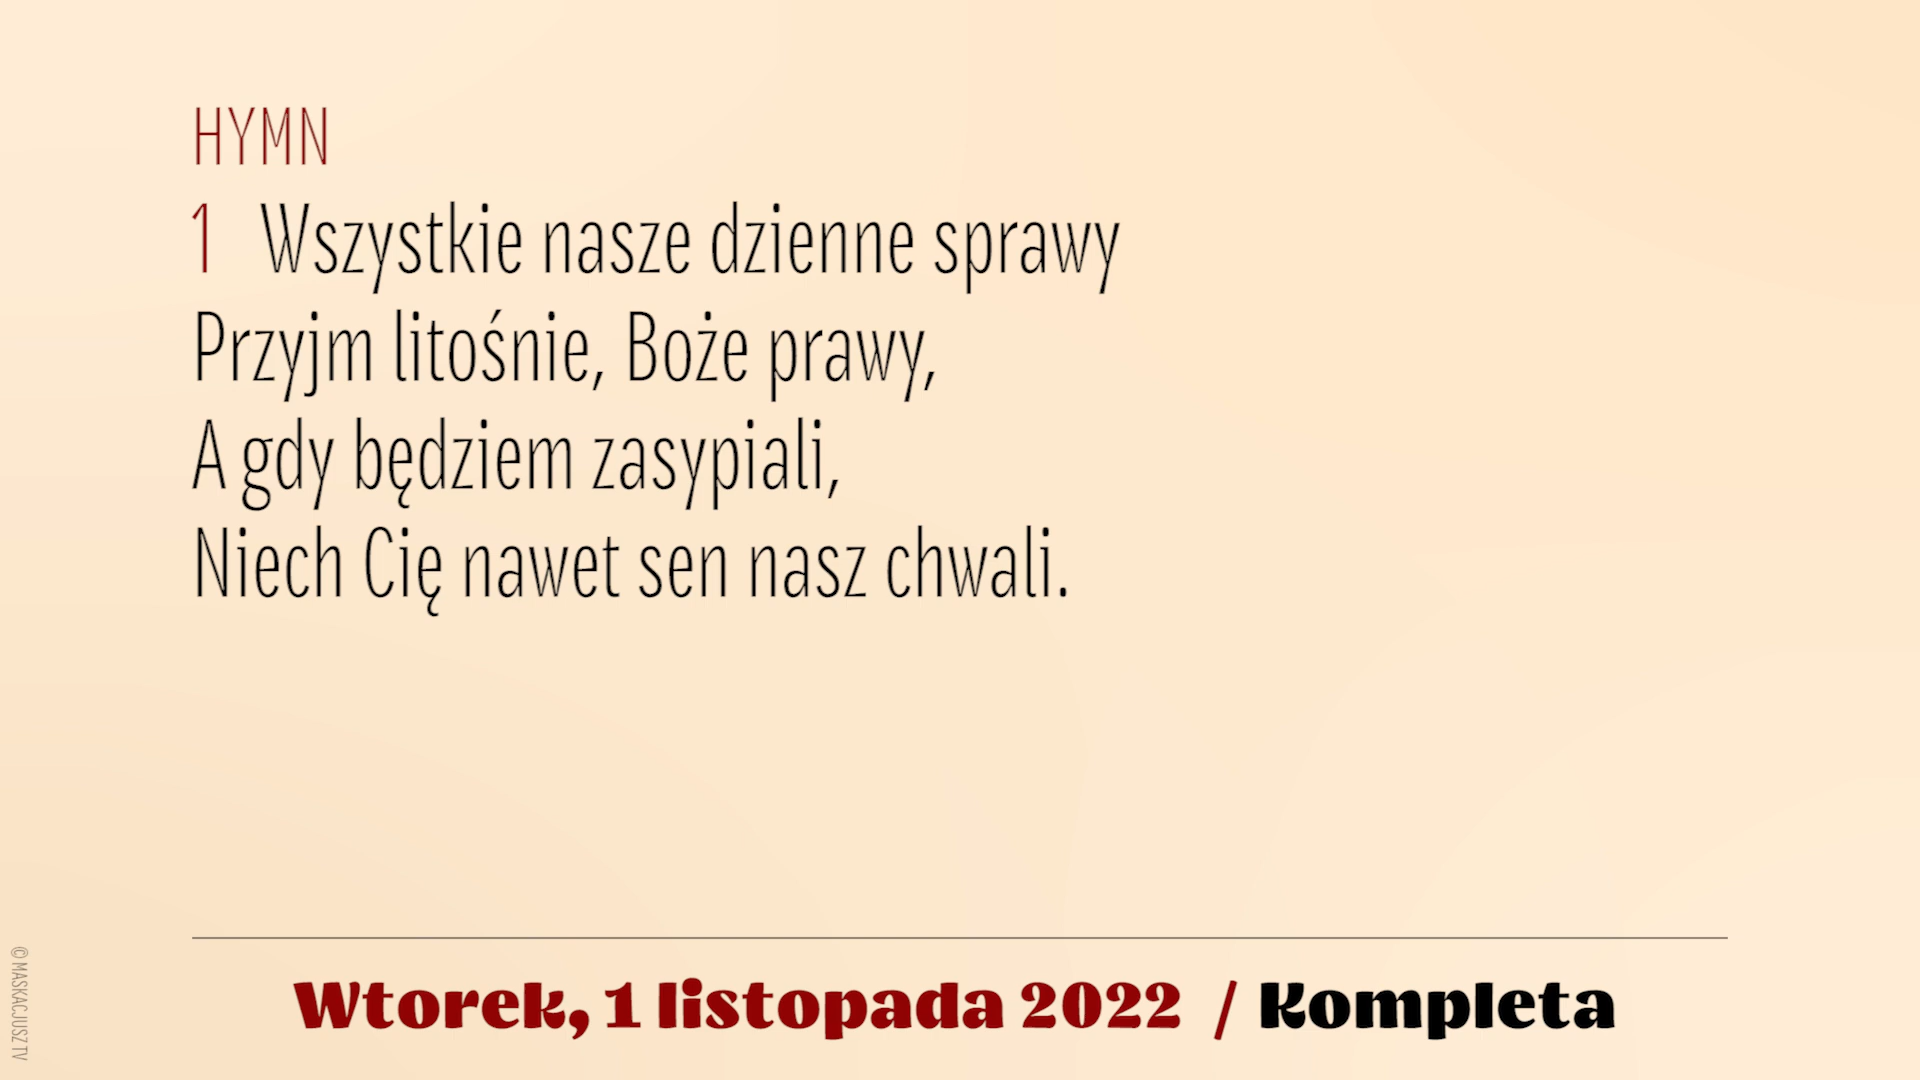 HYMN
1 Wszystkie nasze dzienne sprawy
Przyjm litośnie, Boże prawy,
A gdy będziem zasypiali,
Niech Cię nawet sen nasz chwali.
© MASKACJUSZ TV
Wtorek, 1 listopada 2022 / Kompleta